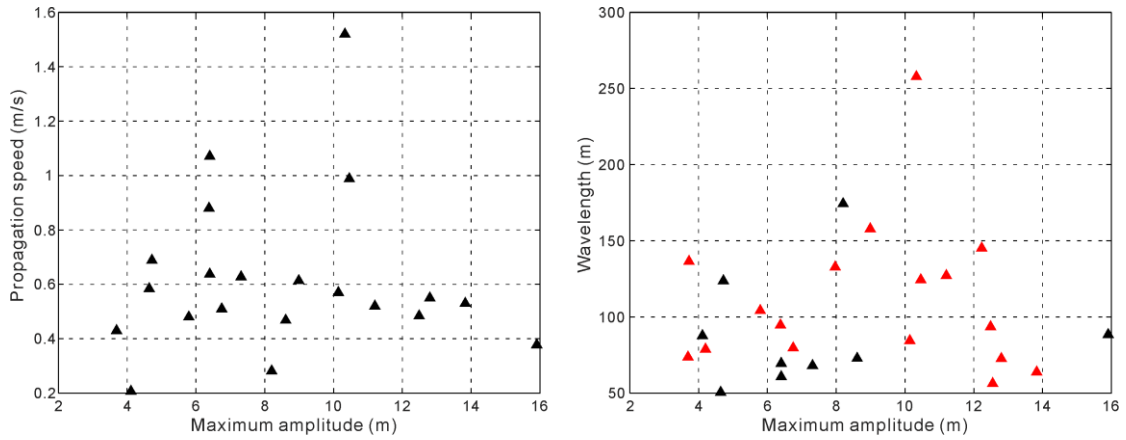 1.6
1.4
1.2
1
0.8
0.6
0.4
0.2
Propagation speed (m/s)
2 4 6 8 10 12 14 16
Maximum amplitude (m)
300
250
200
150
100
50
Wavelength (m)
2 4 6 8 10 12 14 16
Maximum amplitude (m)